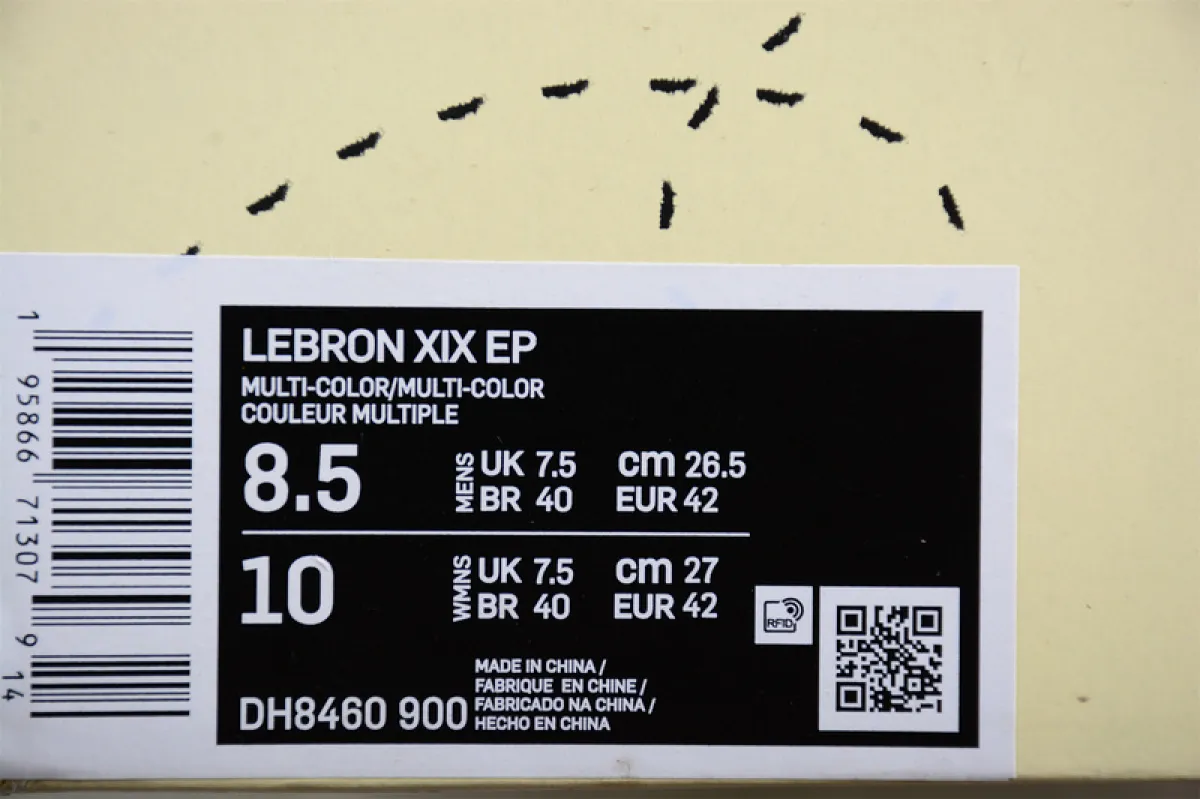 LEBRON XIX EP
MULTI-COLOR/MULTI-COLOR
COULEUR MULTIPLE
8.5 MENS UK 7.5 cm 26.5
BR 40 EUR 42
10 WMNS UK 7.5 cm 27
BR 40 EUR 42
RFID
DH8460 900
MADE IN CHINA /
FABRIQUE EN CHINE /
FABRICADO NA CHINA /
HECHO EN CHINA
1 95866 71307 9 14